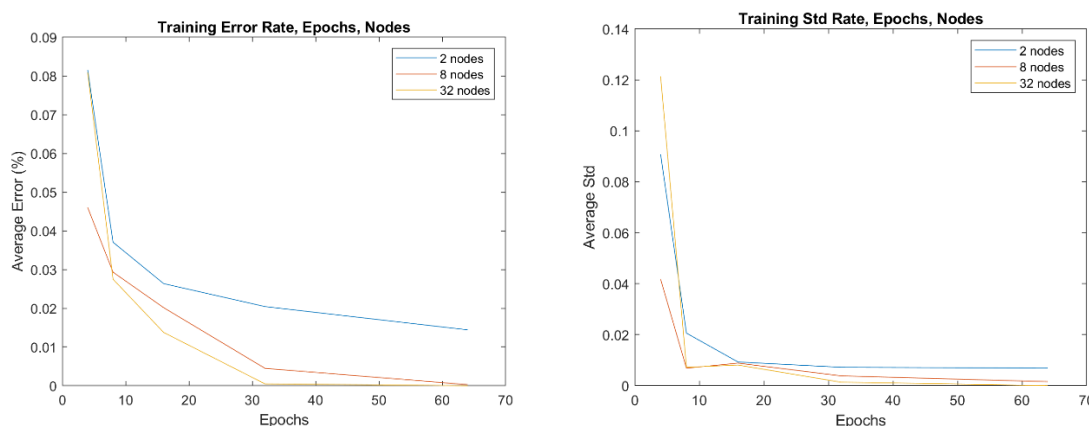 Training Error Rate, Epochs, Nodes
0.09
0.08
0.07
0.06
0.05
0.04
0.03
0.02
0.01
0
Average Error (%)
2 nodes
8 nodes
32 nodes
0 10 20 30 40 50 60 70
Epochs
Training Std Rate, Epochs, Nodes
0.14
0.12
0.1
0.08
0.06
0.04
0.02
0
Average Std
2 nodes
8 nodes
32 nodes
0 10 20 30 40 50 60 70
Epochs